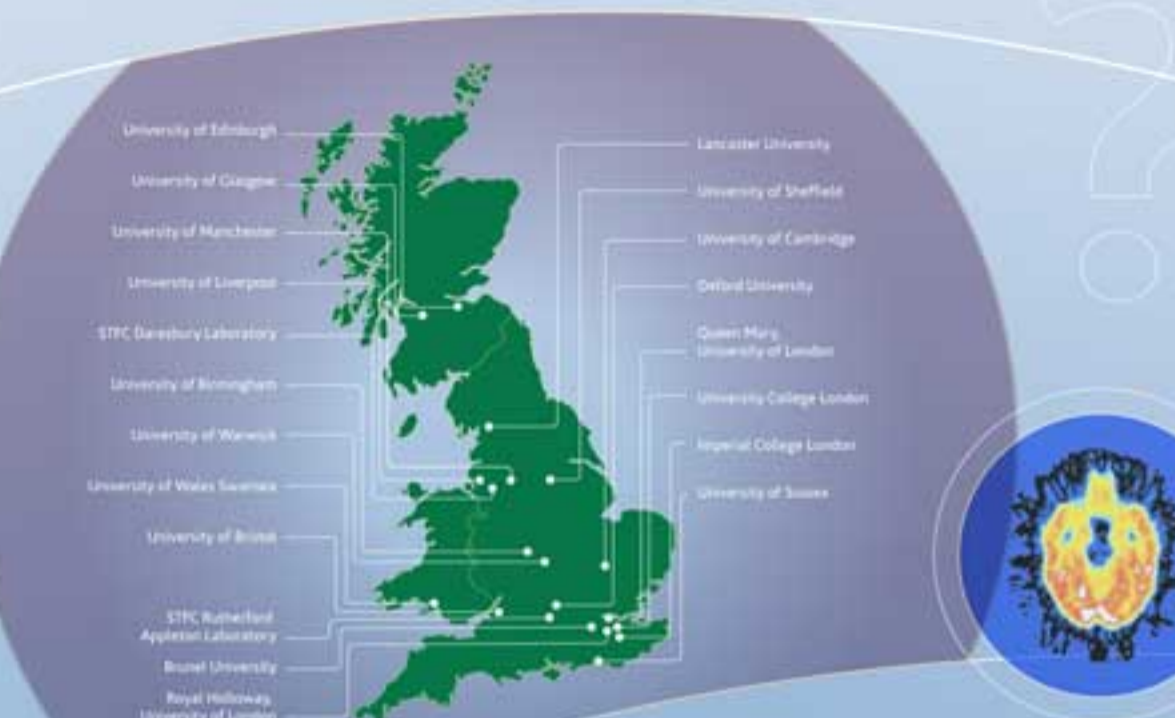 University of Edinburgh
University of Glasgow
University of Manchester
University of Liverpool
STFC Daresbury Laboratory
University of Birmingham
University of Warwick
University of Wales Swansea
University of Bristol
STFC Rutherford
Appleton Laboratory
Brunel University
Royal Holloway,
University of London
Lancaster University
University of Sheffield
University of Cambridge
Oxford University
Queen Mary,
University of London
University College London
Imperial College London
University of Sussex
?